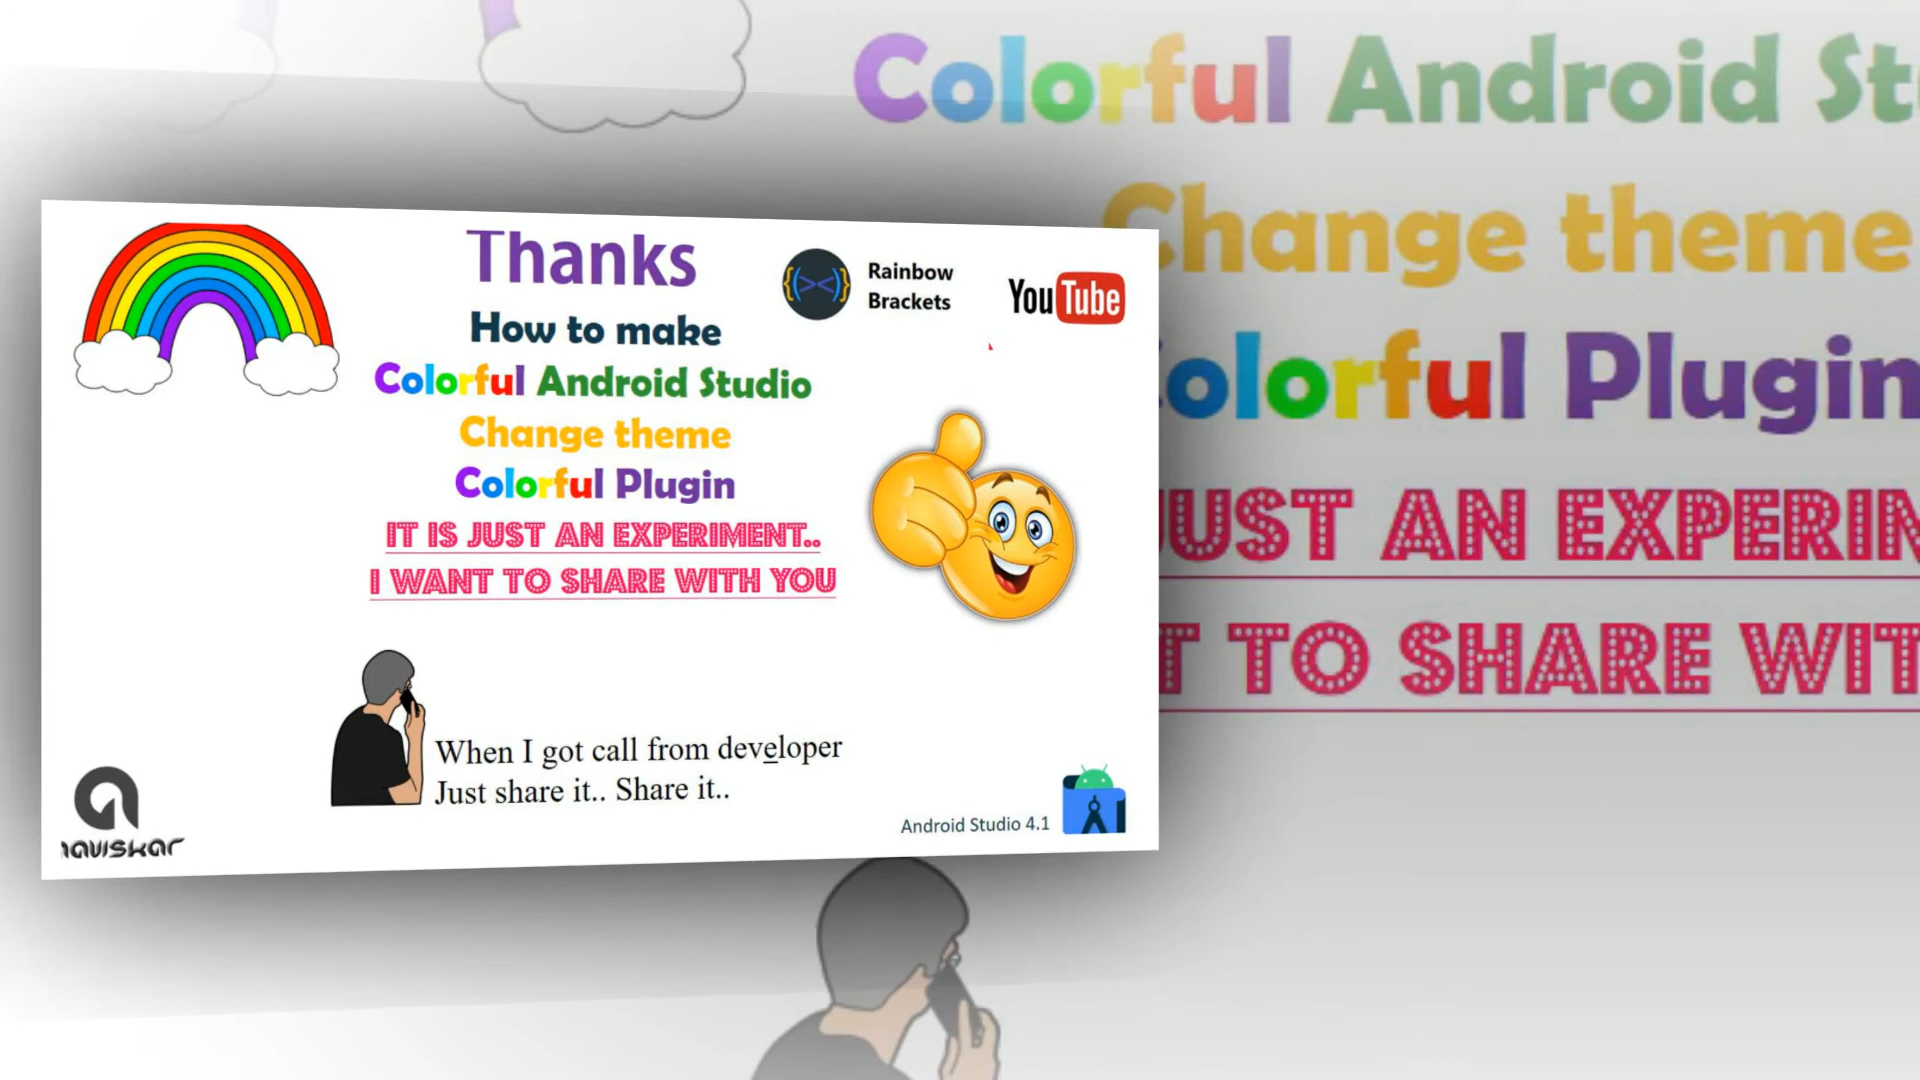 Thanks
How to make
Colorful Android Studio
Change theme
Colorful Plugin
IT IS JUST AN EXPERIMENT..
I WANT TO SHARE WITH YOU
Rainbow
Brackets
YouTube
When I got call from developer
Just share it.. Share it..
Android Studio 4.1
naviskar
Colorful Android St
Change theme
olorful Plugin
UST AN EXPERIM
T TO SHARE WIT